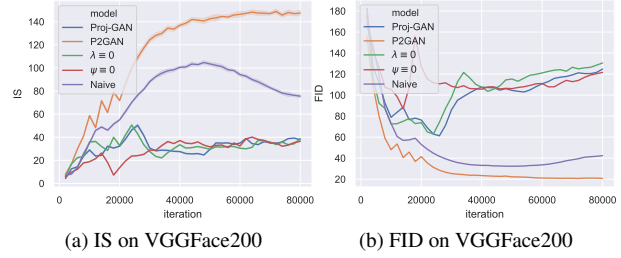 model
Proj-GAN
P2GAN
λ ≡ 0
ψ ≡ 0
Naive
IS
140
120
100
80
60
40
20
0
0
20000
40000
60000
80000
iteration
(a) IS on VGGFace200
model
Proj-GAN
P2GAN
λ ≡ 0
ψ ≡ 0
Naive
FID
180
160
140
120
100
80
60
40
20
0
20000
40000
60000
80000
iteration
(b) FID on VGGFace200